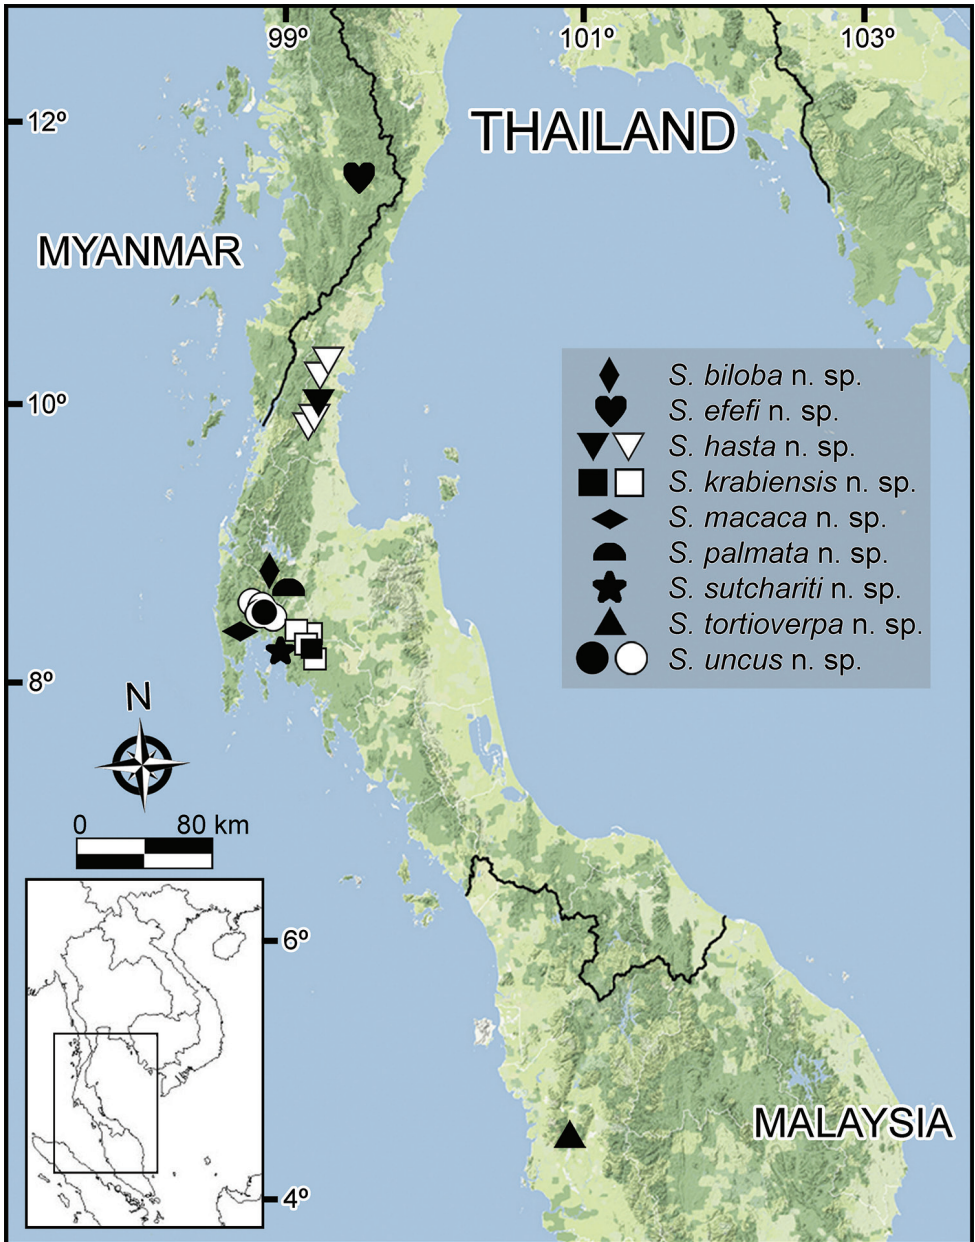 99º 101º 103º
12º
THAILAND
MYANMAR
10º
S. biloba n. sp.
S. efefi n. sp.
S. hasta n. sp.
S. krabiensis n. sp.
S. macaca n. sp.
S. palmata n. sp.
S. sutchariti n. sp.
S. tortioverpa n. sp.
S. uncus n. sp.
8º
N
0 80 km
6º
MALAYSIA
4º